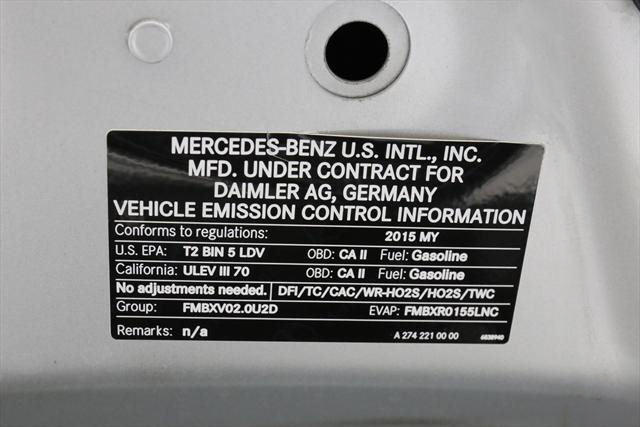 MERCEDES-BENZ U.S. INTL., INC.
MFD. UNDER CONTRACT FOR
DAIMLER AG, GERMANY
VEHICLE EMISSION CONTROL INFORMATION
Conforms to regulations: 2015 MY
U.S. EPA: T2 BIN 5 LDV OBD: CA II Fuel: Gasoline
California: ULEV III 70 OBD: CA II Fuel: Gasoline
No adjustments needed. DFI/TC/CAC/WR-HO2S/HO2S/TWC
Group: FMBXV02.0U2D EVAP: FMBXR0155LNC
Remarks: n/a A 274 221 00 00 6838940